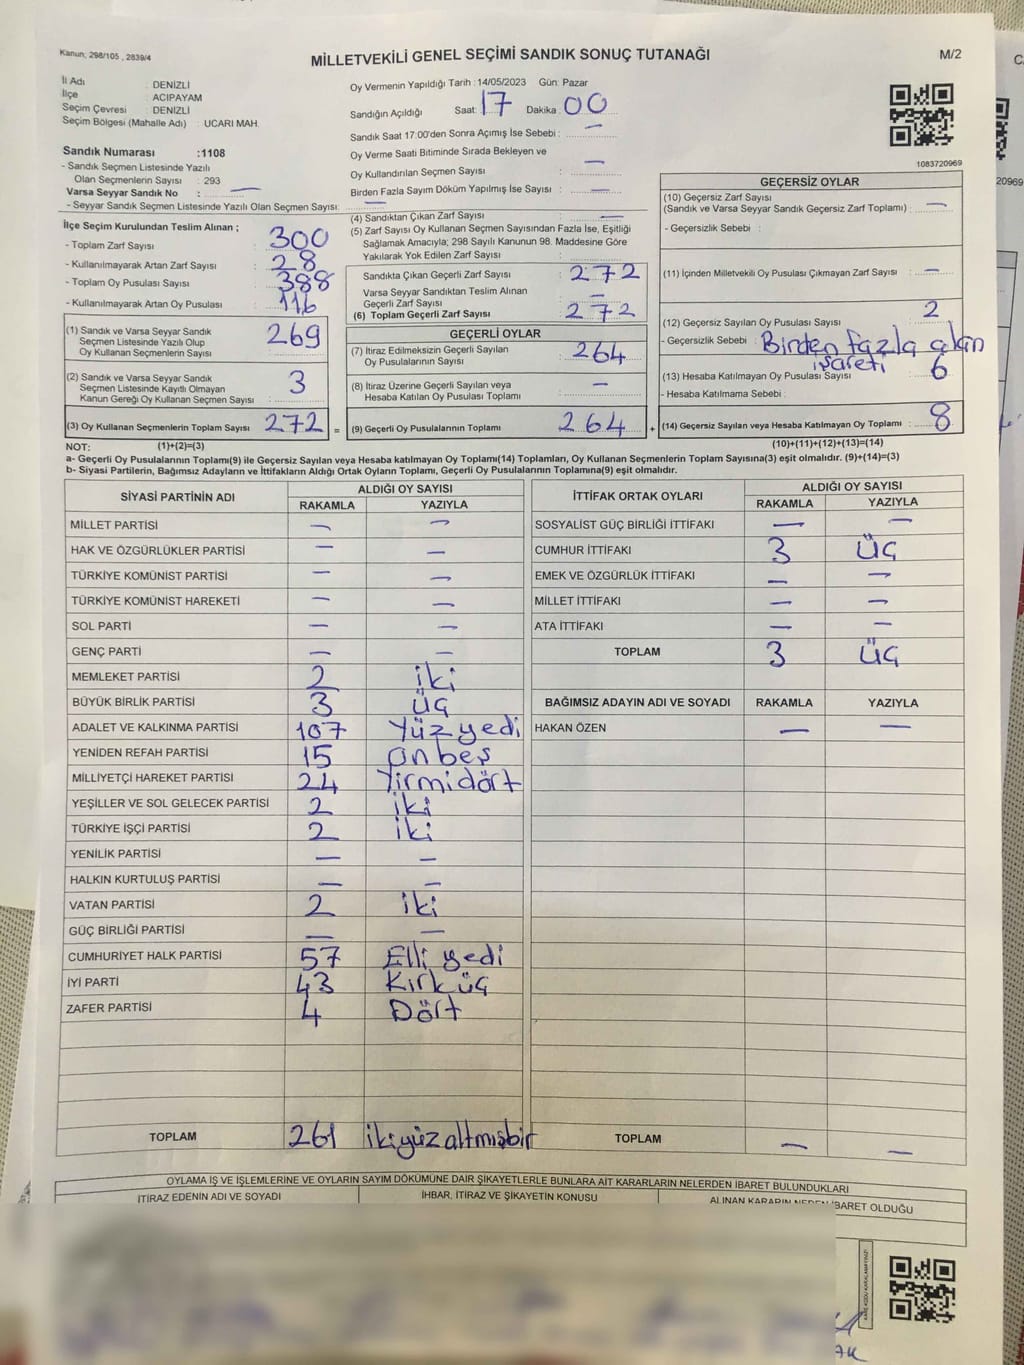 Kanun, 298/105 , 2839/4
MİLLETVEKİLİ GENEL SEÇİMİ SANDIK SONUÇ TUTANAĞI
M/2
İl Adı : DENİZLİ
İlçe : ACIPAYAM
Seçim Çevresi : DENİZLİ
Seçim Bölgesi (Mahalle Adı) : UCARI MAH.
Sandık Numarası :1108
- Sandık Seçmen Listesinde Yazılı
Olan Seçmenlerin Sayısı : 293
Varsa Seyyar Sandık No : —
- Seyyar Sandık Seçmen Listesinde Yazılı Olan Seçmen Sayısı: —
Oy Vermenin Yapıldığı Tarih : 14/05/2023 Gün: Pazar
Sandığın Açıldığı Saat: 17 Dakika : 00
Sandık Saat 17:00'den Sonra Açımış İse Sebebi : —
Oy Verme Saati Bitiminde Sırada Bekleyen ve
Oy Kullandırılan Seçmen Sayısı : —
Birden Fazla Sayım Döküm Yapılmış İse Sayısı : —
1083720969
İlçe Seçim Kurulundan Teslim Alınan ;
- Toplam Zarf Sayısı : 300
- Kullanılmayarak Artan Zarf Sayısı : 28
- Toplam Oy Pusulası Sayısı : 388
- Kullanılmayarak Artan Oy Pusulası : 116
(1) Sandık ve Varsa Seyyar Sandık
Seçmen Listesinde Yazılı Olup
Oy Kullanan Seçmenlerin Sayısı : 269
(2) Sandık ve Varsa Seyyar Sandık
Seçmen Listesinde Kayıtlı Olmayan
Kanun Gereği Oy Kullanan Seçmen Sayısı : 3
(3) Oy Kullanan Seçmenlerin Toplam Sayısı : 272 =
(4) Sandıktan Çıkan Zarf Sayısı : —
(5) Zarf Sayısı Oy Kullanan Seçmen Sayısından Fazla İse, Eşitliği
Sağlamak Amacıyla; 298 Sayılı Kanunun 98. Maddesine Göre
Yakılarak Yok Edilen Zarf Sayısı :
Sandıkta Çıkan Geçerli Zarf Sayısı : 272
Varsa Seyyar Sandıktan Teslim Alınan
Geçerli Zarf Sayısı : —
(6) Toplam Geçerli Zarf Sayısı : 272
GEÇERLİ OYLAR
(7) İtiraz Edilmeksizin Geçerli Sayılan
Oy Pusulalarının Sayısı : 264
(8) İtiraz Üzerine Geçerli Sayılan veya
Hesaba Katılan Oy Pusulası Toplamı : —
(9) Geçerli Oy Pusulalarının Toplamı : 264 +
GEÇERSİZ OYLAR
(10) Geçersiz Zarf Sayısı
(Sandık ve Varsa Seyyar Sandık Geçersiz Zarf Toplamı) : —
- Geçersizlik Sebebi :
(11) İçinden Milletvekili Oy Pusulası Çıkmayan Zarf Sayısı : —
(12) Geçersiz Sayılan Oy Pusulası Sayısı : 2
- Geçersizlik Sebebi : Birden fazla çıkan
işareti
(13) Hesaba Katılmayan Oy Pusulası Sayısı : 6
- Hesaba Katılmama Sebebi :
(14) Geçersiz Sayılan veya Hesaba Katılmayan Oy Toplamı : 8
NOT: (1)+(2)=(3) (10)+(11)+(12)+(13)=(14)
a- Geçerli Oy Pusulalarının Toplamı(9) ile Geçersiz Sayılan veya Hesaba katılmayan Oy Toplamı(14) Toplamları, Oy Kullanan Seçmenlerin Toplam Sayısına(3) eşit olmalıdır. (9)+(14)=(3)
b- Siyasi Partilerin, Bağımsız Adayların ve İttifakların Aldığı Ortak Oyların Toplamı, Geçerli Oy Pusulalarının Toplamına(9) eşit olmalıdır.
SİYASİ PARTİNİN ADI ALDIĞI OY SAYISI
RAKAMLA YAZIYLA
MİLLET PARTİSİ — —
HAK VE ÖZGÜRLÜKLER PARTİSİ — —
TÜRKİYE KOMÜNİST PARTİSİ — —
TÜRKİYE KOMÜNİST HAREKETİ — —
SOL PARTİ — —
GENÇ PARTİ — —
MEMLEKET PARTİSİ 2 iki
BÜYÜK BİRLİK PARTİSİ 3 üç
ADALET VE KALKINMA PARTİSİ 107 Yüz yedi
YENİDEN REFAH PARTİSİ 15 on beş
MİLLİYETÇİ HAREKET PARTİSİ 24 Yirmidört
YEŞİLLER VE SOL GELECEK PARTİSİ 2 iki
TÜRKİYE İŞÇİ PARTİSİ 2 iki
YENİLİK PARTİSİ — —
HALKIN KURTULUŞ PARTİSİ — —
VATAN PARTİSİ 2 iki
GÜÇ BİRLİĞİ PARTİSİ — —
CUMHURİYET HALK PARTİSİ 57 Elli yedi
İYİ PARTİ 43 Kırk üç
ZAFER PARTİSİ 4 Dört
TOPLAM 261 ikiyüzaltmışbir
İTTİFAK ORTAK OYLARI ALDIĞI OY SAYISI
RAKAMLA YAZIYLA
SOSYALİST GÜÇ BİRLİĞİ İTTİFAKI — —
CUMHUR İTTİFAKI 3 üç
EMEK VE ÖZGÜRLÜK İTTİFAKI — —
MİLLET İTTİFAKI — —
ATA İTTİFAKI — —
TOPLAM 3 üç
BAĞIMSIZ ADAYIN ADI VE SOYADI RAKAMLA YAZIYLA
HAKAN ÖZEN — —
TOPLAM — —
OYLAMA İŞ VE İŞLEMLERİNE VE OYLARIN SAYIM DÖKÜMÜNE DAİR ŞİKAYETLERLE BUNLARA AİT KARARLARIN NELERDEN İBARET BULUNDUKLARI
İTİRAZ EDENİN ADI VE SOYADI İHBAR, İTİRAZ VE ŞİKAYETİN KONUSU ALINAN KARARIN NEDEN İBARET OLDUĞU
20969